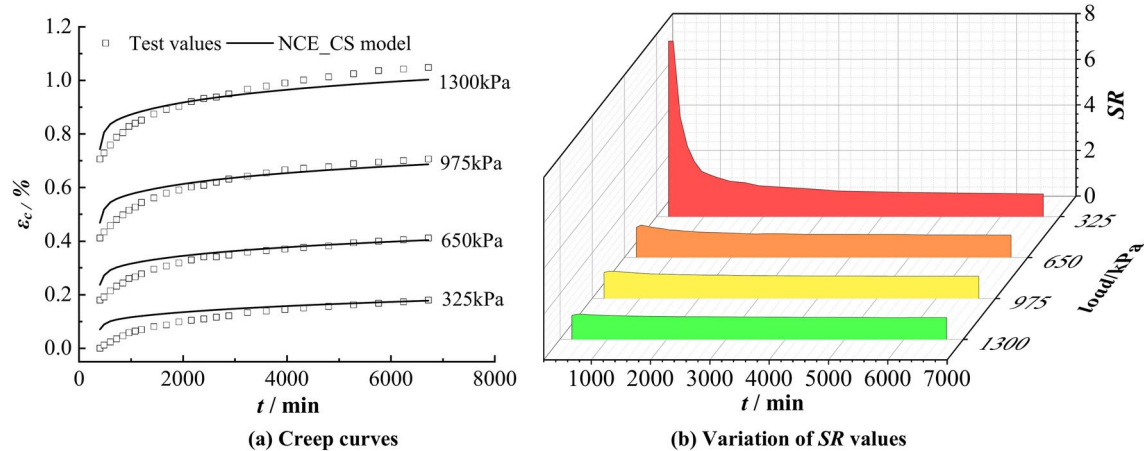 1.2
1.0
0.8
0.6
0.4
0.2
0.0
εc / %
Test values
NCE_CS model
1300kPa
975kPa
650kPa
325kPa
0 2000 4000 6000 8000
t / min
(a) Creep curves
8
6
4
2
0
SR
325
650
975
1300
load/kPa
1000 2000 3000 4000 5000 6000 7000
t / min
(b) Variation of SR values